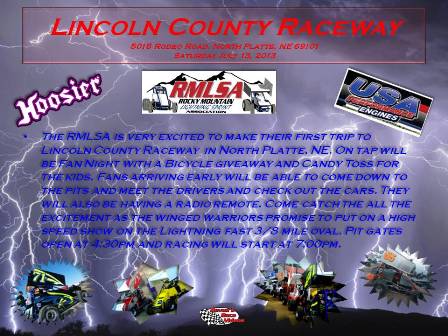 Lincoln County Raceway
5015 Rodeo Road, North Platte, NE 69101
Saturday July 13, 2013
Hoosier
RMLSA
ROCKY MOUNTAIN
LIGHTNING SPRINT
ASSOCIATION
USA
ENGINES
• The RMLSA is very excited to make their first trip to
Lincoln County Raceway in North Platte, NE. On tap will
be Fan Night with a Bicycle giveaway and Candy Toss for
the kids. Fans arriving early will be able to come down to
the pits and meet the drivers and check out the cars. They
will also be having a radio remote. Come catch the all the
excitement as the winged warriors promise to put on a high
speed show on the Lightning fast 3/8 mile oval. Pit gates
open at 4:30pm and racing will start at 7:00pm.
71